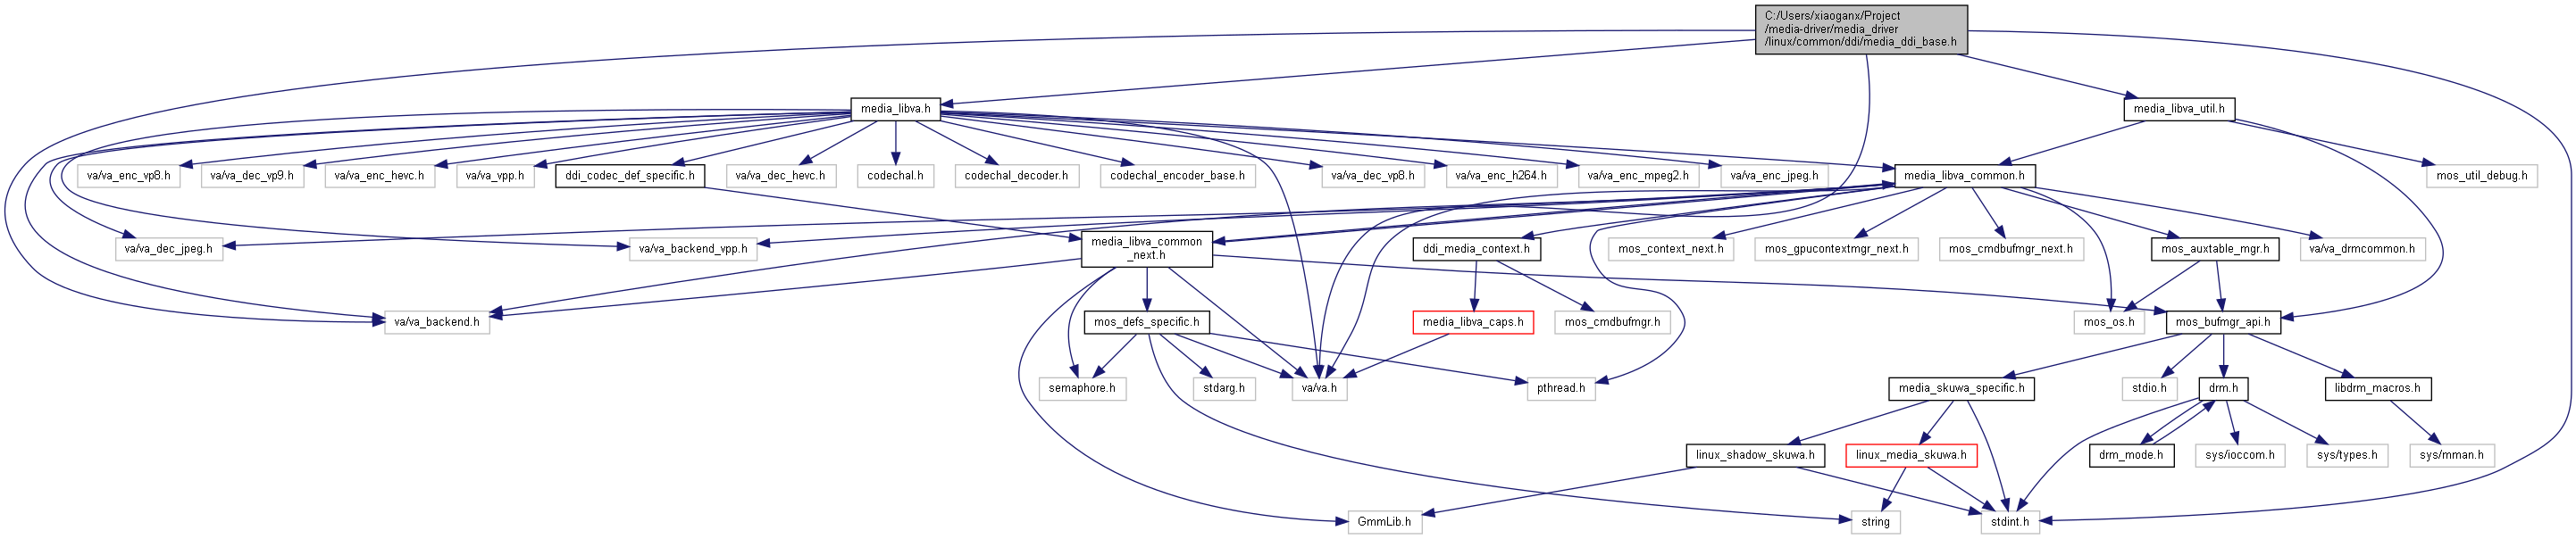 C:/Users/xiaoganx/Project
/media-driver/media_driver
/linux/common/ddi/media_ddi_base.h
media_libva.h
media_libva_util.h
va/va_enc_vp8.h
va/va_dec_vp9.h
va/va_enc_hevc.h
va/va_vpp.h
ddi_codec_def_specific.h
va/va_dec_hevc.h
codechal.h
codechal_decoder.h
codechal_encoder_base.h
va/va_dec_vp8.h
va/va_enc_h264.h
va/va_enc_mpeg2.h
va/va_enc_jpeg.h
media_libva_common.h
mos_util_debug.h
va/va_dec_jpeg.h
va/va_backend_vpp.h
media_libva_common
_next.h
ddi_media_context.h
mos_context_next.h
mos_gpucontextmgr_next.h
mos_cmdbufmgr_next.h
mos_auxtable_mgr.h
va/va_drmcommon.h
va/va_backend.h
mos_defs_specific.h
media_libva_caps.h
mos_cmdbufmgr.h
mos_os.h
mos_bufmgr_api.h
semaphore.h
stdarg.h
va/va.h
pthread.h
media_skuwa_specific.h
stdio.h
drm.h
libdrm_macros.h
linux_shadow_skuwa.h
linux_media_skuwa.h
drm_mode.h
sys/ioccom.h
sys/types.h
sys/mman.h
GmmLib.h
string
stdint.h